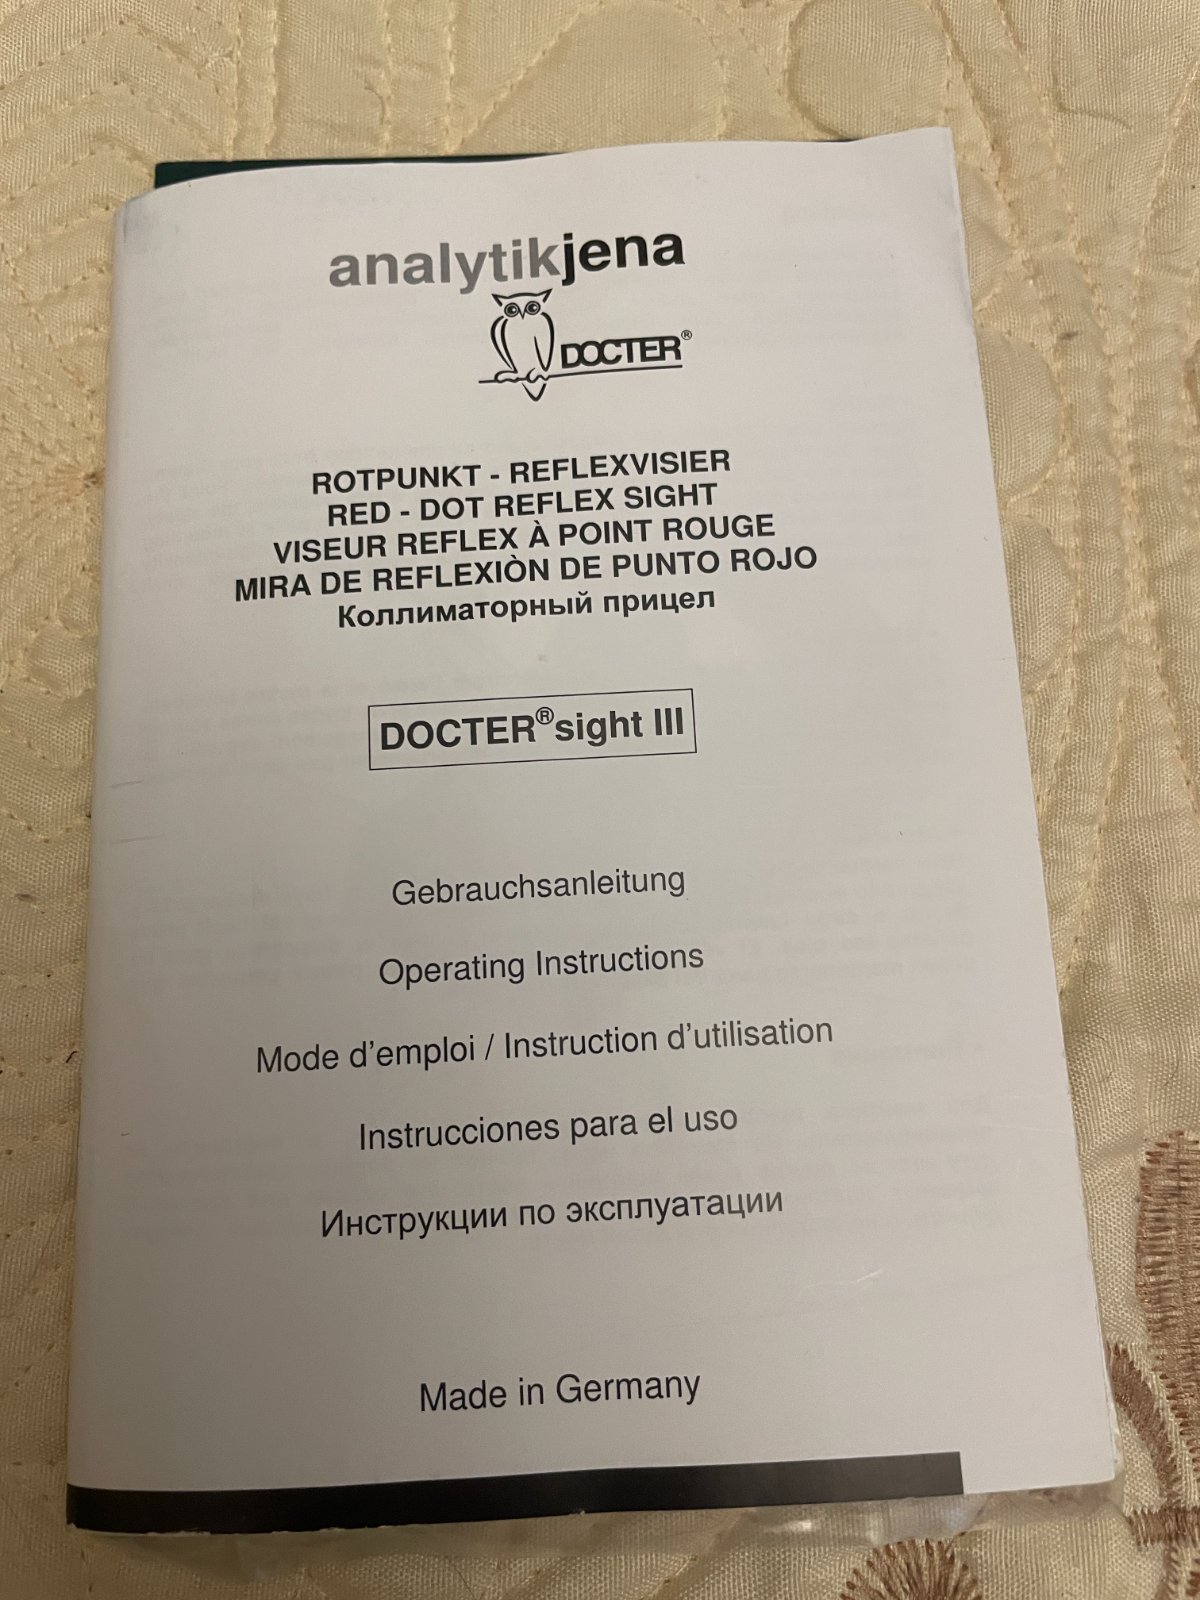 analytikjena
DOCTER®
ROTPUNKT - REFLEXVISIER
RED - DOT REFLEX SIGHT
VISEUR REFLEX À POINT ROUGE
MIRA DE REFLEXIÒN DE PUNTO ROJO
Коллиматорный прицел
DOCTER®sight III
Gebrauchsanleitung
Operating Instructions
Mode d'emploi / Instruction d'utilisation
Instrucciones para el uso
Инструкции по эксплуатации
Made in Germany